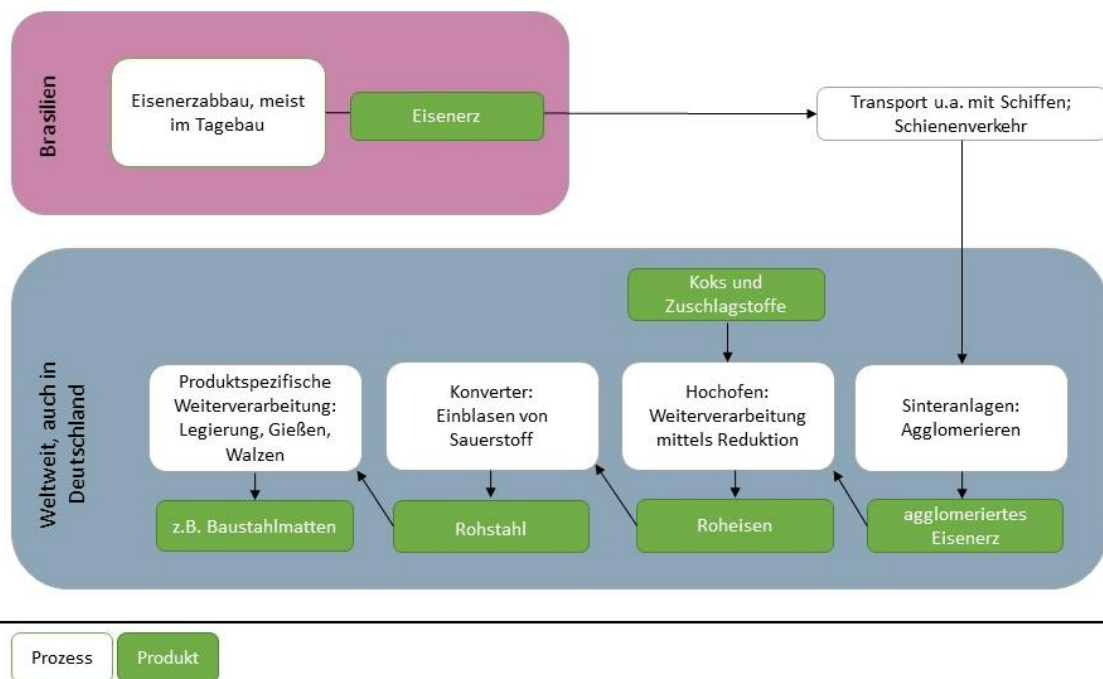 Brasilien
Eisenerzabbau, meist
im Tagebau
Eisenerz
Transport u.a. mit Schiffen;
Schienenverkehr
Weltweit, auch in
Deutschland
Koks und
Zuschlagstoffe
Produktspezifische
Weiterverarbeitung:
Legierung, Gießen,
Walzen
Konverter:
Einblasen von
Sauerstoff
Hochofen:
Weiterverarbeitung
mittels Reduktion
Sinteranlagen:
Agglomerieren
z.B. Baustahlmatten
Rohstahl
Roheisen
agglomeriertes
Eisenerz
Prozess
Produkt